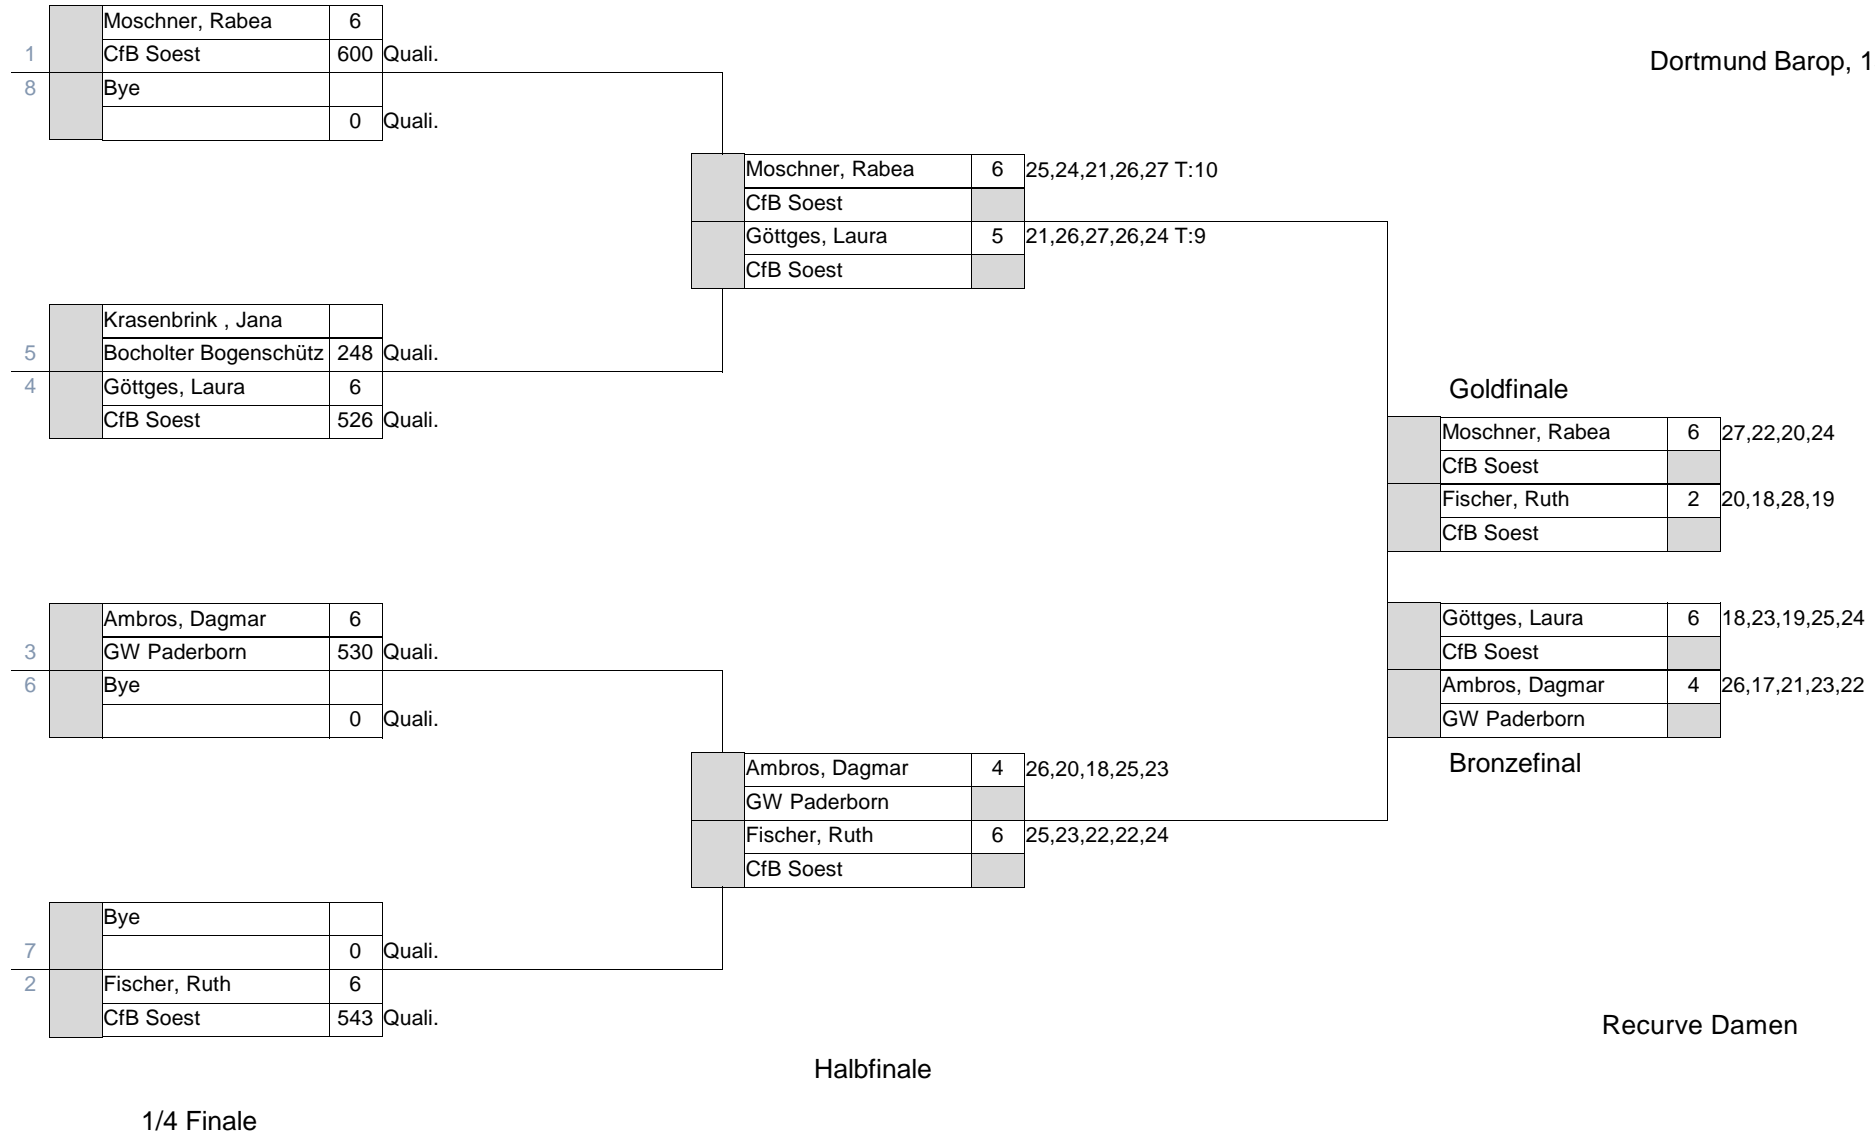 Moschner, Rabea 6
1 CfB Soest 600 Quali.
8 Bye
0 Quali.
Dortmund Barop, 1
Moschner, Rabea 6 25,24,21,26,27 T:10
CfB Soest
Göttges, Laura 5 21,26,27,26,24 T:9
CfB Soest
Krasenbrink , Jana
5 Bocholter Bogenschütz 248 Quali.
4 Göttges, Laura 6
CfB Soest 526 Quali.
Goldfinale
Moschner, Rabea 6 27,22,20,24
CfB Soest
Fischer, Ruth 2 20,18,28,19
CfB Soest
Ambros, Dagmar 6
3 GW Paderborn 530 Quali.
6 Bye
0 Quali.
Göttges, Laura 6 18,23,19,25,24
CfB Soest
Ambros, Dagmar 4 26,17,21,23,22
GW Paderborn
Bronzefinal
Ambros, Dagmar 4 26,20,18,25,23
GW Paderborn
Fischer, Ruth 6 25,23,22,22,24
CfB Soest
Bye
7 0 Quali.
2 Fischer, Ruth 6
CfB Soest 543 Quali.
Recurve Damen
Halbfinale
1/4 Finale